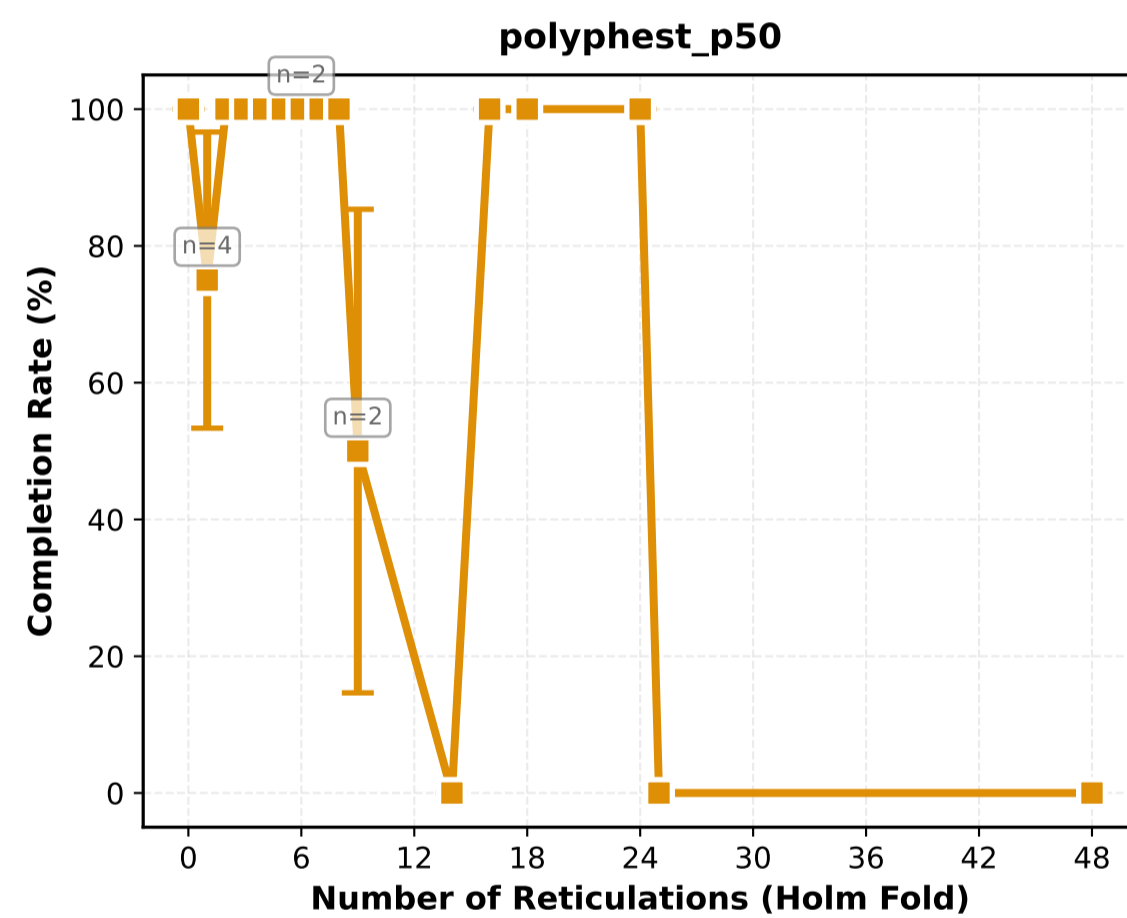 polyphest_p50
n=2
100
80
60
40
20
0
n=4
n=2
Completion Rate (%)
0 6 12 18 24 30 36 42 48
Number of Reticulations (Holm Fold)